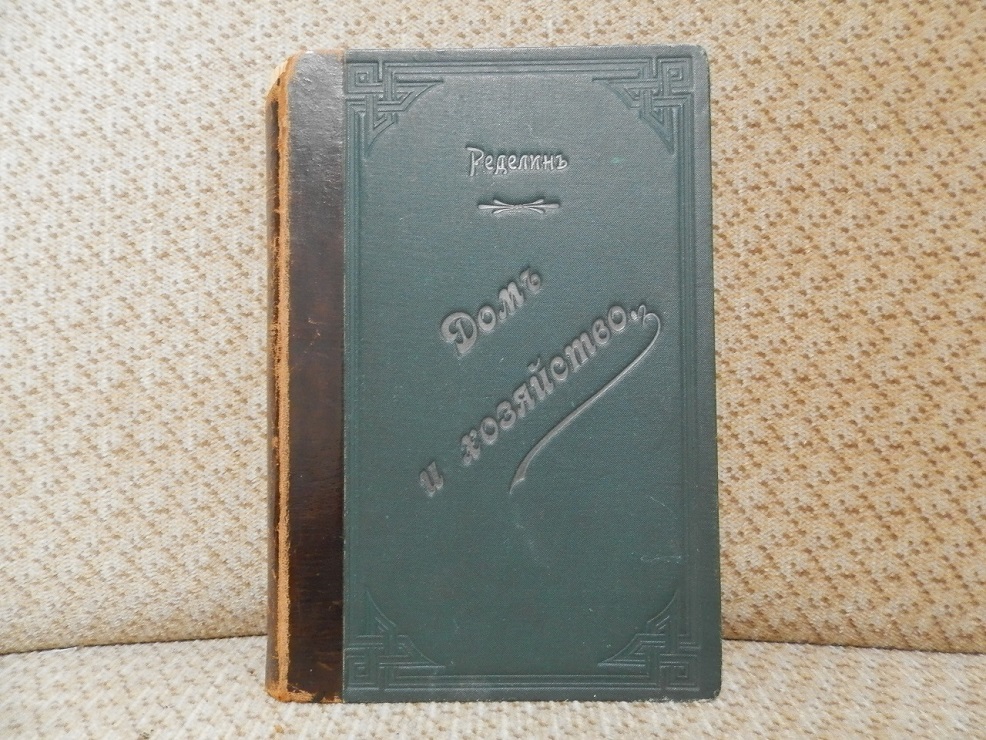 Ределинъ
Домъ
и хозяйство